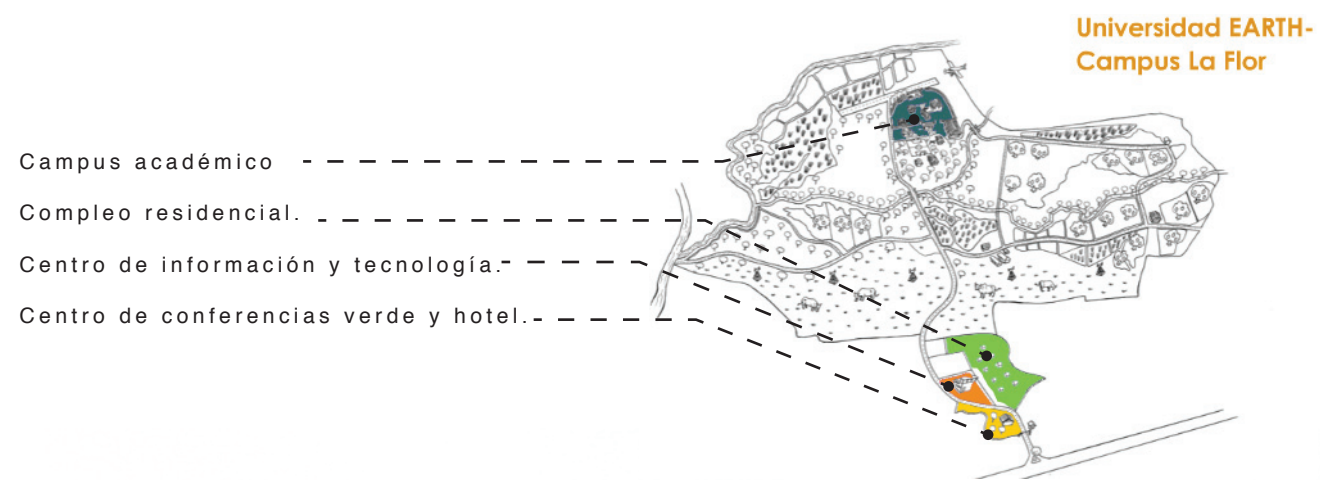 Universidad EARTH-
Campus La Flor
Campus académico
Compleo residencial.
Centro de información y tecnología.
Centro de conferencias verde y hotel.